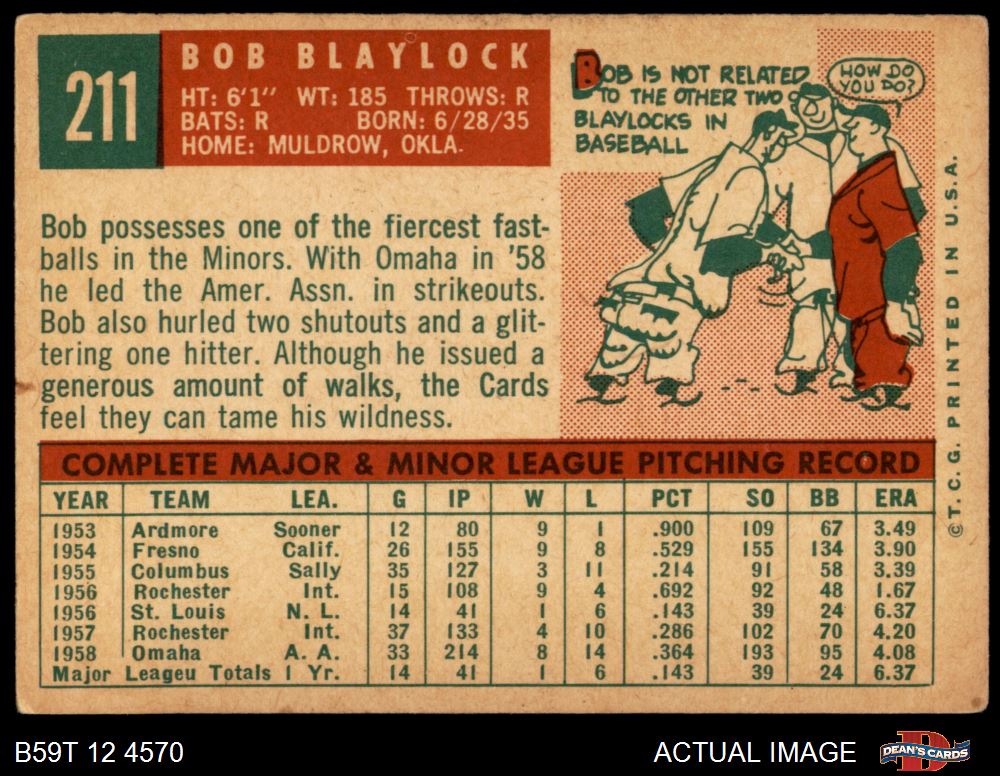 211
BOB BLAYLOCK
HT: 6'1" WT: 185 THROWS: R
BATS: R BORN: 6/28/35
HOME: MULDROW, OKLA.
BOB IS NOT RELATED
TO THE OTHER TWO
BLAYLOCKS IN
BASEBALL
HOW DO
YOU DO?
Bob possesses one of the fiercest fast-
balls in the Minors. With Omaha in '58
he led the Amer. Assn. in strikeouts.
Bob also hurled two shutouts and a glit-
tering one hitter. Although he issued a
generous amount of walks, the Cards
feel they can tame his wildness.
COMPLETE MAJOR & MINOR LEAGUE PITCHING RECORD
YEAR TEAM LEA. G IP W L PCT SO BB ERA
1953 Ardmore Sooner 12 80 9 1 .900 109 67 3.49
1954 Fresno Calif. 26 155 9 8 .529 155 134 3.90
1955 Columbus Sally 35 127 3 11 .214 91 58 3.39
1956 Rochester Int. 15 108 9 4 .692 92 48 1.67
1956 St. Louis N. L. 14 41 1 6 .143 39 24 6.37
1957 Rochester Int. 37 133 4 10 .286 102 70 4.20
1958 Omaha A. A. 33 214 8 14 .364 193 95 4.08
Major Leageu Totals 1 Yr. 14 41 1 6 .143 39 24 6.37
© T. C. G. PRINTED IN U.S.A.
B59T 12 4570
ACTUAL IMAGE
D
DEAN'S CARDS